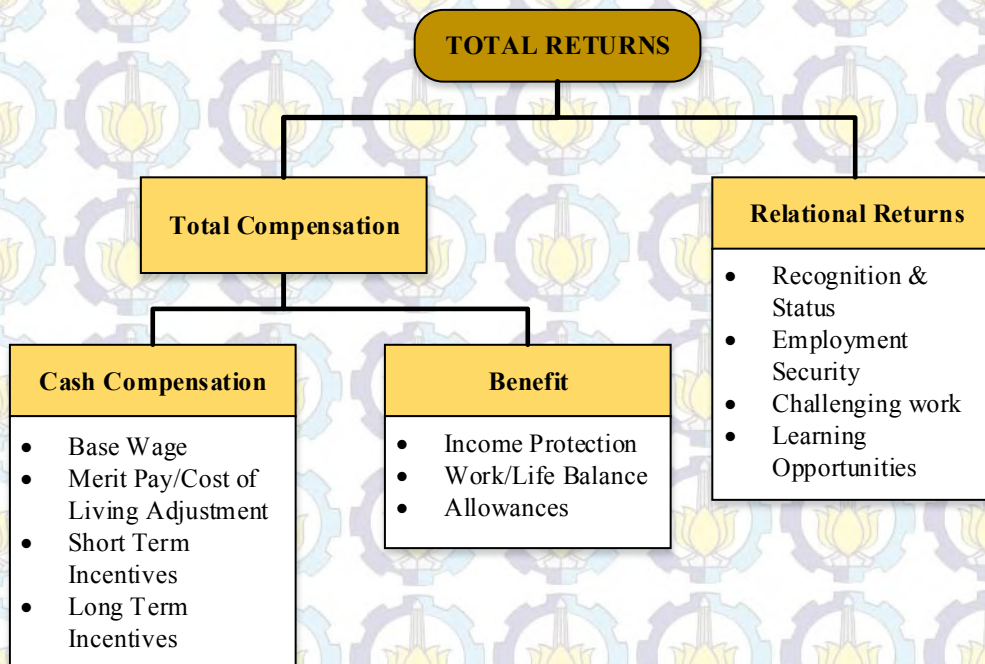 TOTAL RETURNS
Total Compensation
Relational Returns
• Recognition &
Status
• Employment
Security
• Challenging work
• Learning
Opportunities
Cash Compensation
• Base Wage
• Merit Pay/Cost of
Living Adjustment
• Short Term
Incentives
• Long Term
Incentives
Benefit
• Income Protection
• Work/Life Balance
• Allowances